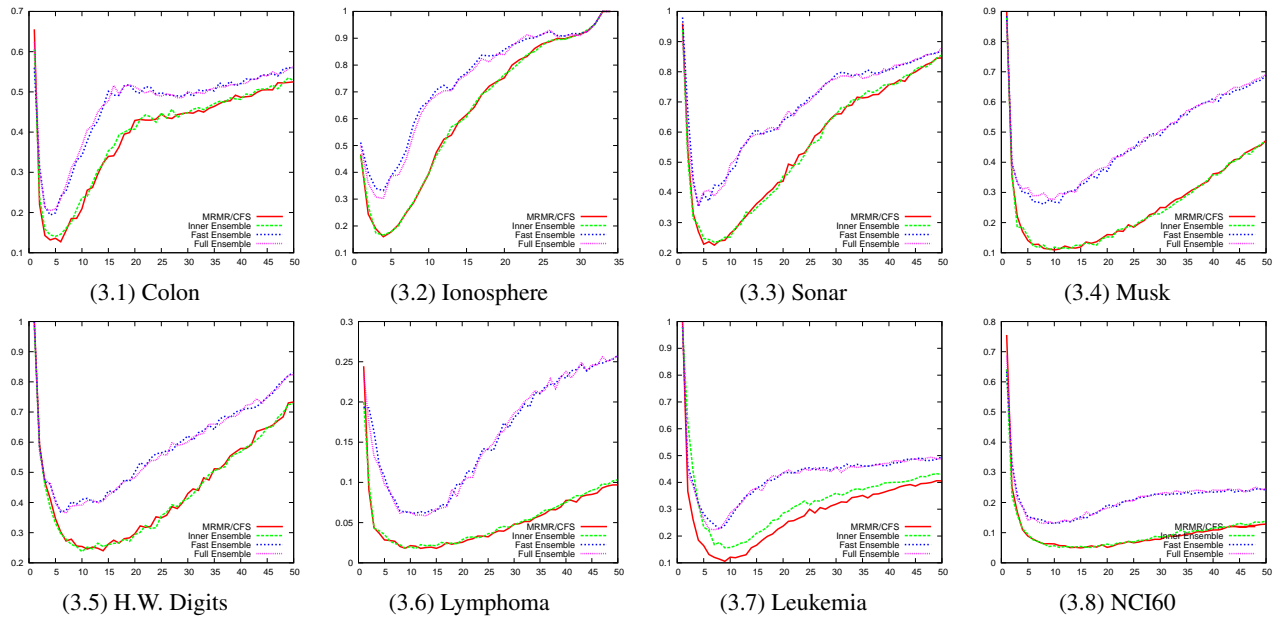 0.7
0.6
0.5
0.4
0.3
0.2
0.1
0 5 10 15 20 25 30 35 40 45 50
MRMR/CFS
Inner Ensemble
Fast Ensemble
Full Ensemble
(3.1) Colon
1
0.9
0.8
0.7
0.6
0.5
0.4
0.3
0.2
0.1
0 5 10 15 20 25 30 35
MRMR/CFS
Inner Ensemble
Fast Ensemble
Full Ensemble
(3.2) Ionosphere
1
0.9
0.8
0.7
0.6
0.5
0.4
0.3
0.2
0 5 10 15 20 25 30 35 40 45 50
MRMR/CFS
Inner Ensemble
Fast Ensemble
Full Ensemble
(3.3) Sonar
0.9
0.8
0.7
0.6
0.5
0.4
0.3
0.2
0.1
0 5 10 15 20 25 30 35 40 45 50
MRMR/CFS
Inner Ensemble
Fast Ensemble
Full Ensemble
(3.4) Musk
1
0.9
0.8
0.7
0.6
0.5
0.4
0.3
0.2
0 5 10 15 20 25 30 35 40 45 50
MRMR/CFS
Inner Ensemble
Fast Ensemble
Full Ensemble
(3.5) H.W. Digits
0.3
0.25
0.2
0.15
0.1
0.05
0
0 5 10 15 20 25 30 35 40 45 50
MRMR/CFS
Inner Ensemble
Fast Ensemble
Full Ensemble
(3.6) Lymphoma
1
0.9
0.8
0.7
0.6
0.5
0.4
0.3
0.2
0.1
0 5 10 15 20 25 30 35 40 45 50
MRMR/CFS
Inner Ensemble
Fast Ensemble
Full Ensemble
(3.7) Leukemia
0.8
0.7
0.6
0.5
0.4
0.3
0.2
0.1
0
0 5 10 15 20 25 30 35 40 45 50
MRMR/CFS
Inner Ensemble
Fast Ensemble
Full Ensemble
(3.8) NCI60